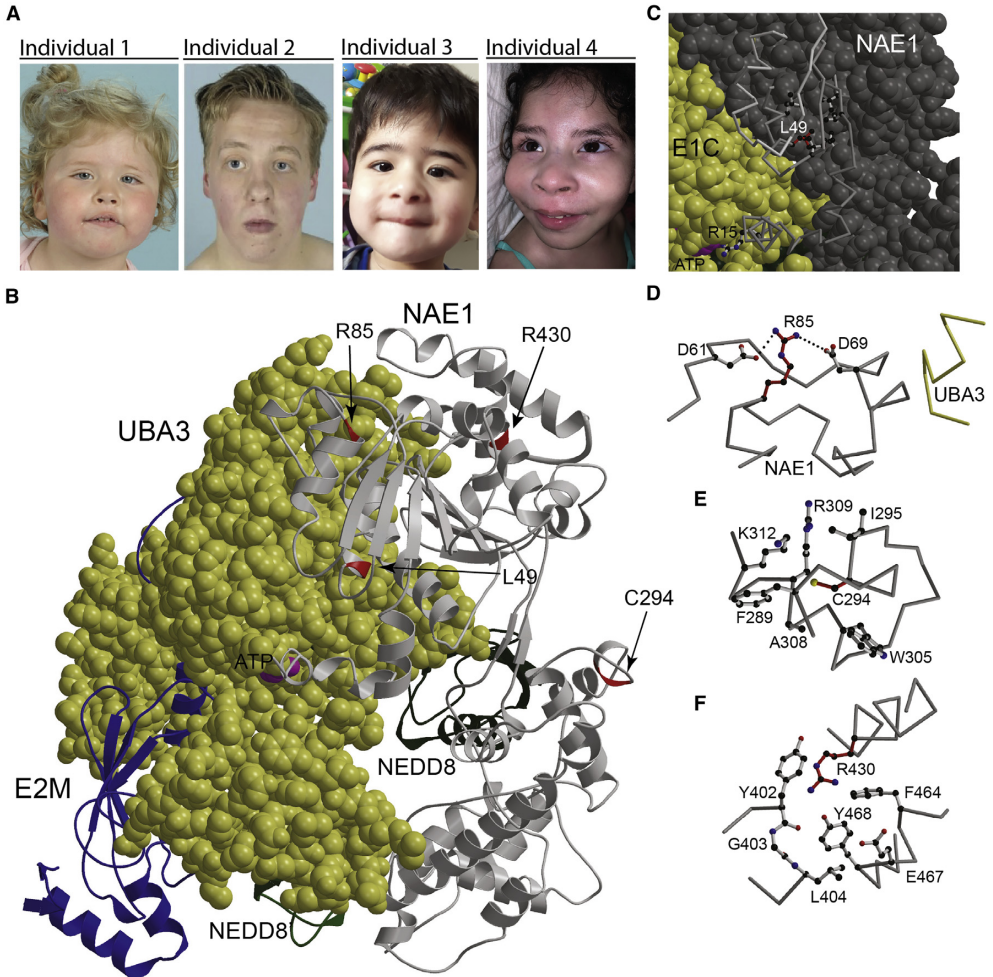 A
Individual 1
Individual 2
Individual 3
Individual 4
B
NAE1
R85
R430
UBA3
L49
C294
ATP
NEDD8
E2M
NEDD8
C
NAE1
L49
E1C
R15
ATP
D
R85
D61
D69
UBA3
NAE1
E
R309
I295
K312
C294
F289
A308
W305
F
R430
Y402
F464
Y468
G403
E467
L404